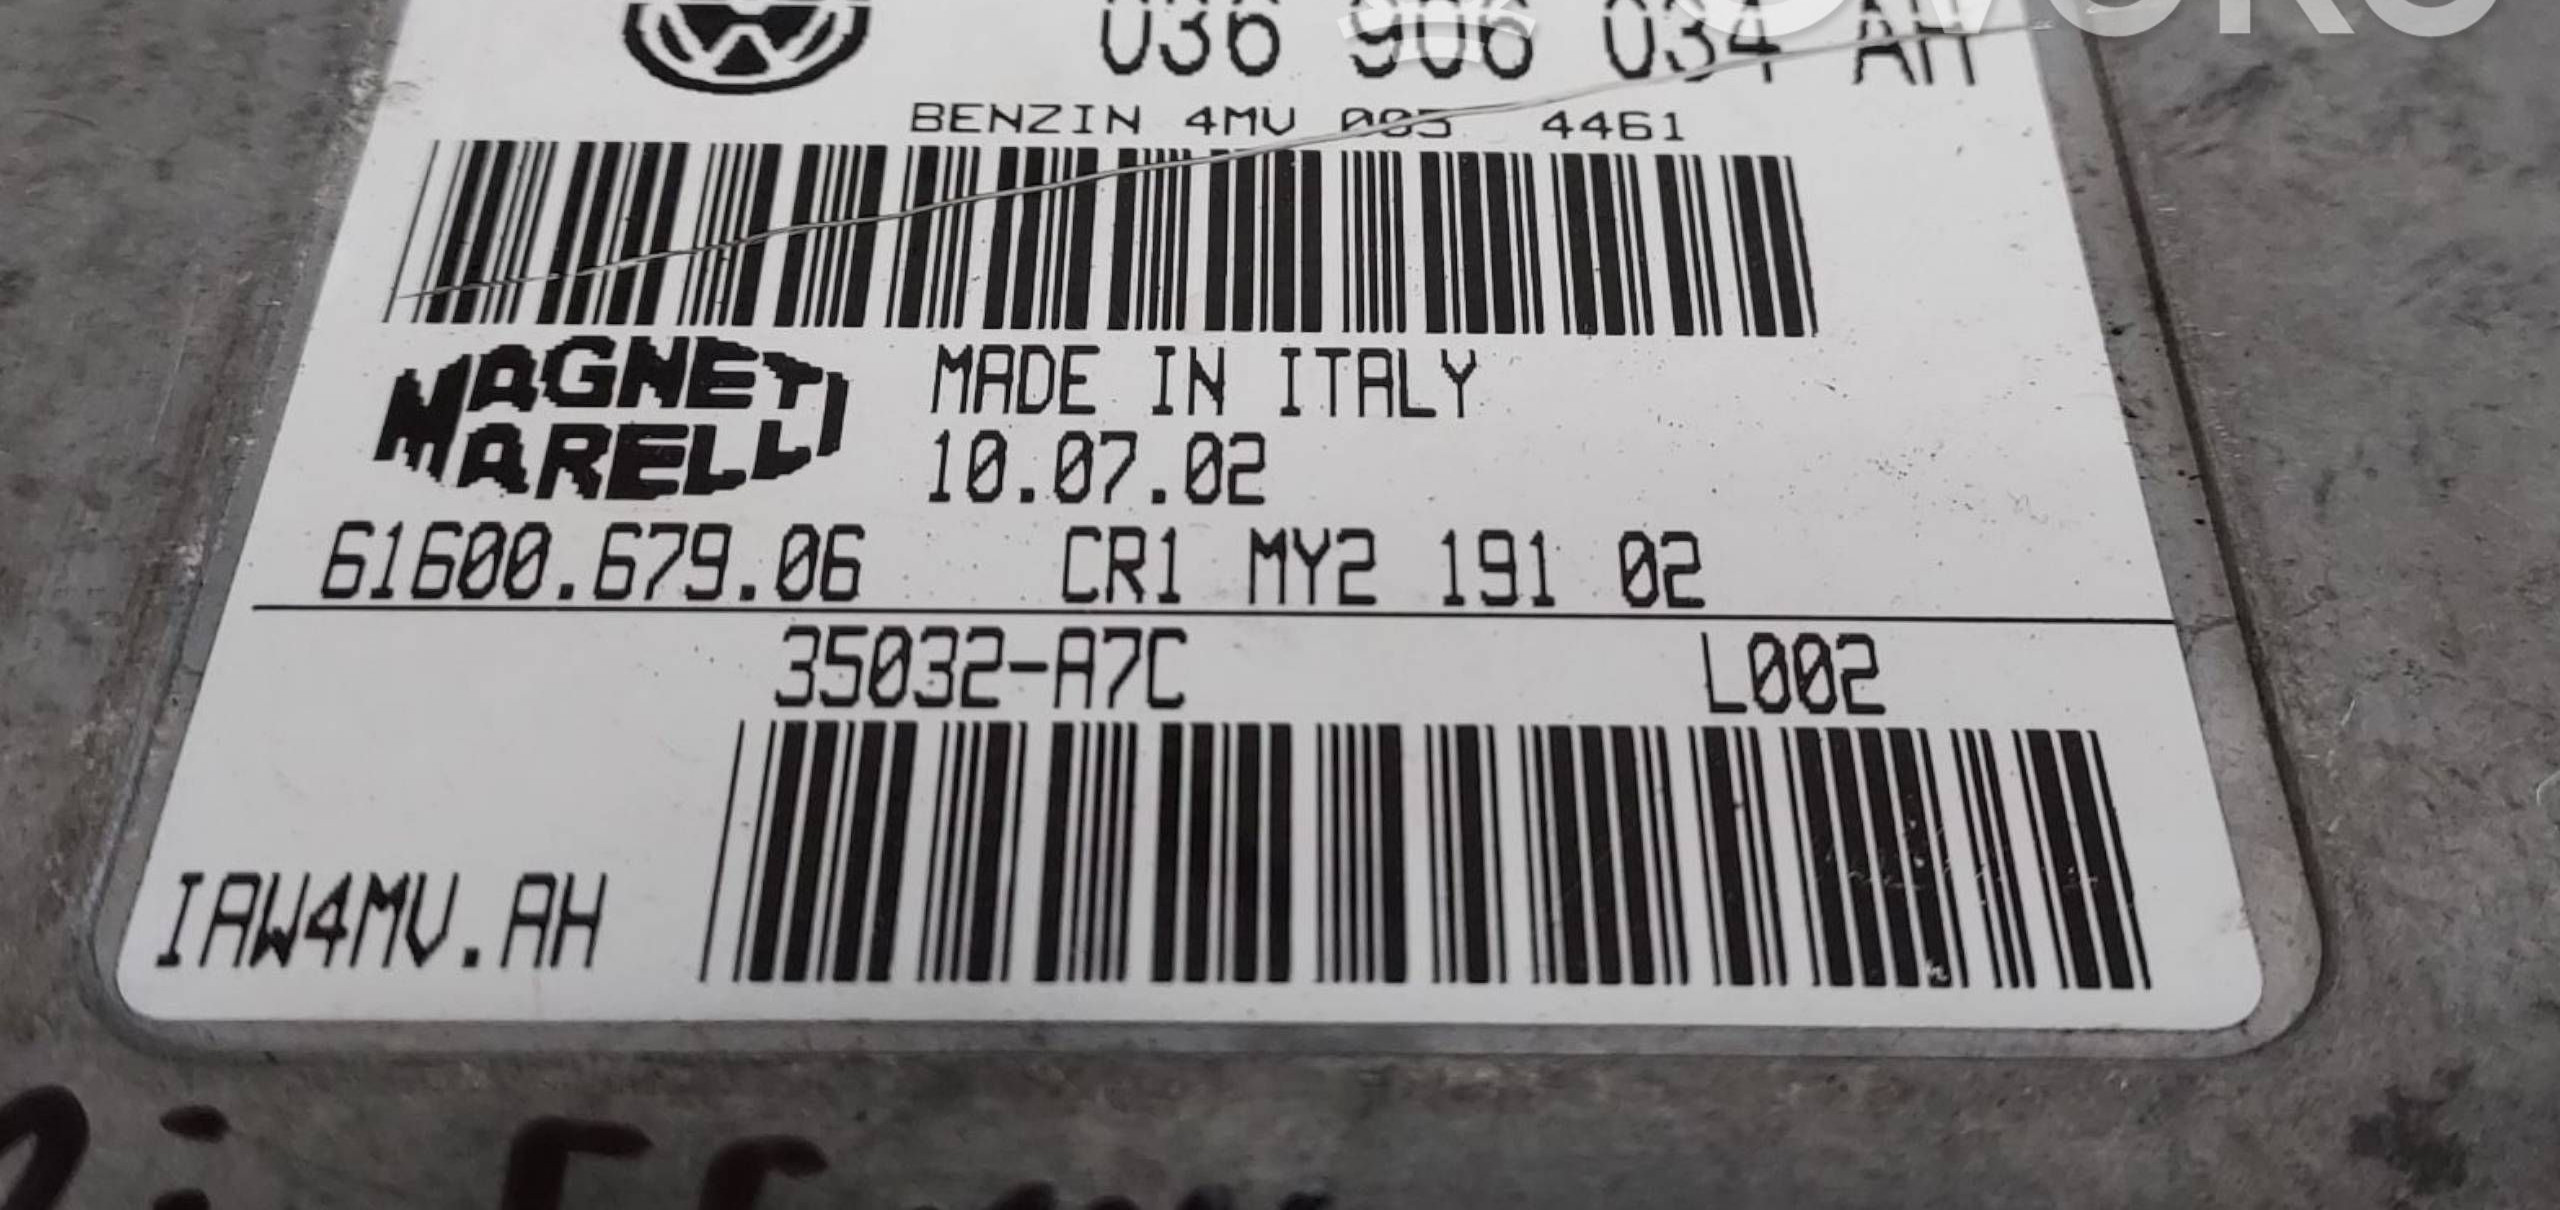 036 906 034 AH
BENZIN 4MV 005 4461
MAGNETI MARELLI
MADE IN ITALY
10.07.02
61600.679.06 CR1 MY2 191 02
35032-A7C L002
IAW4MV.AH